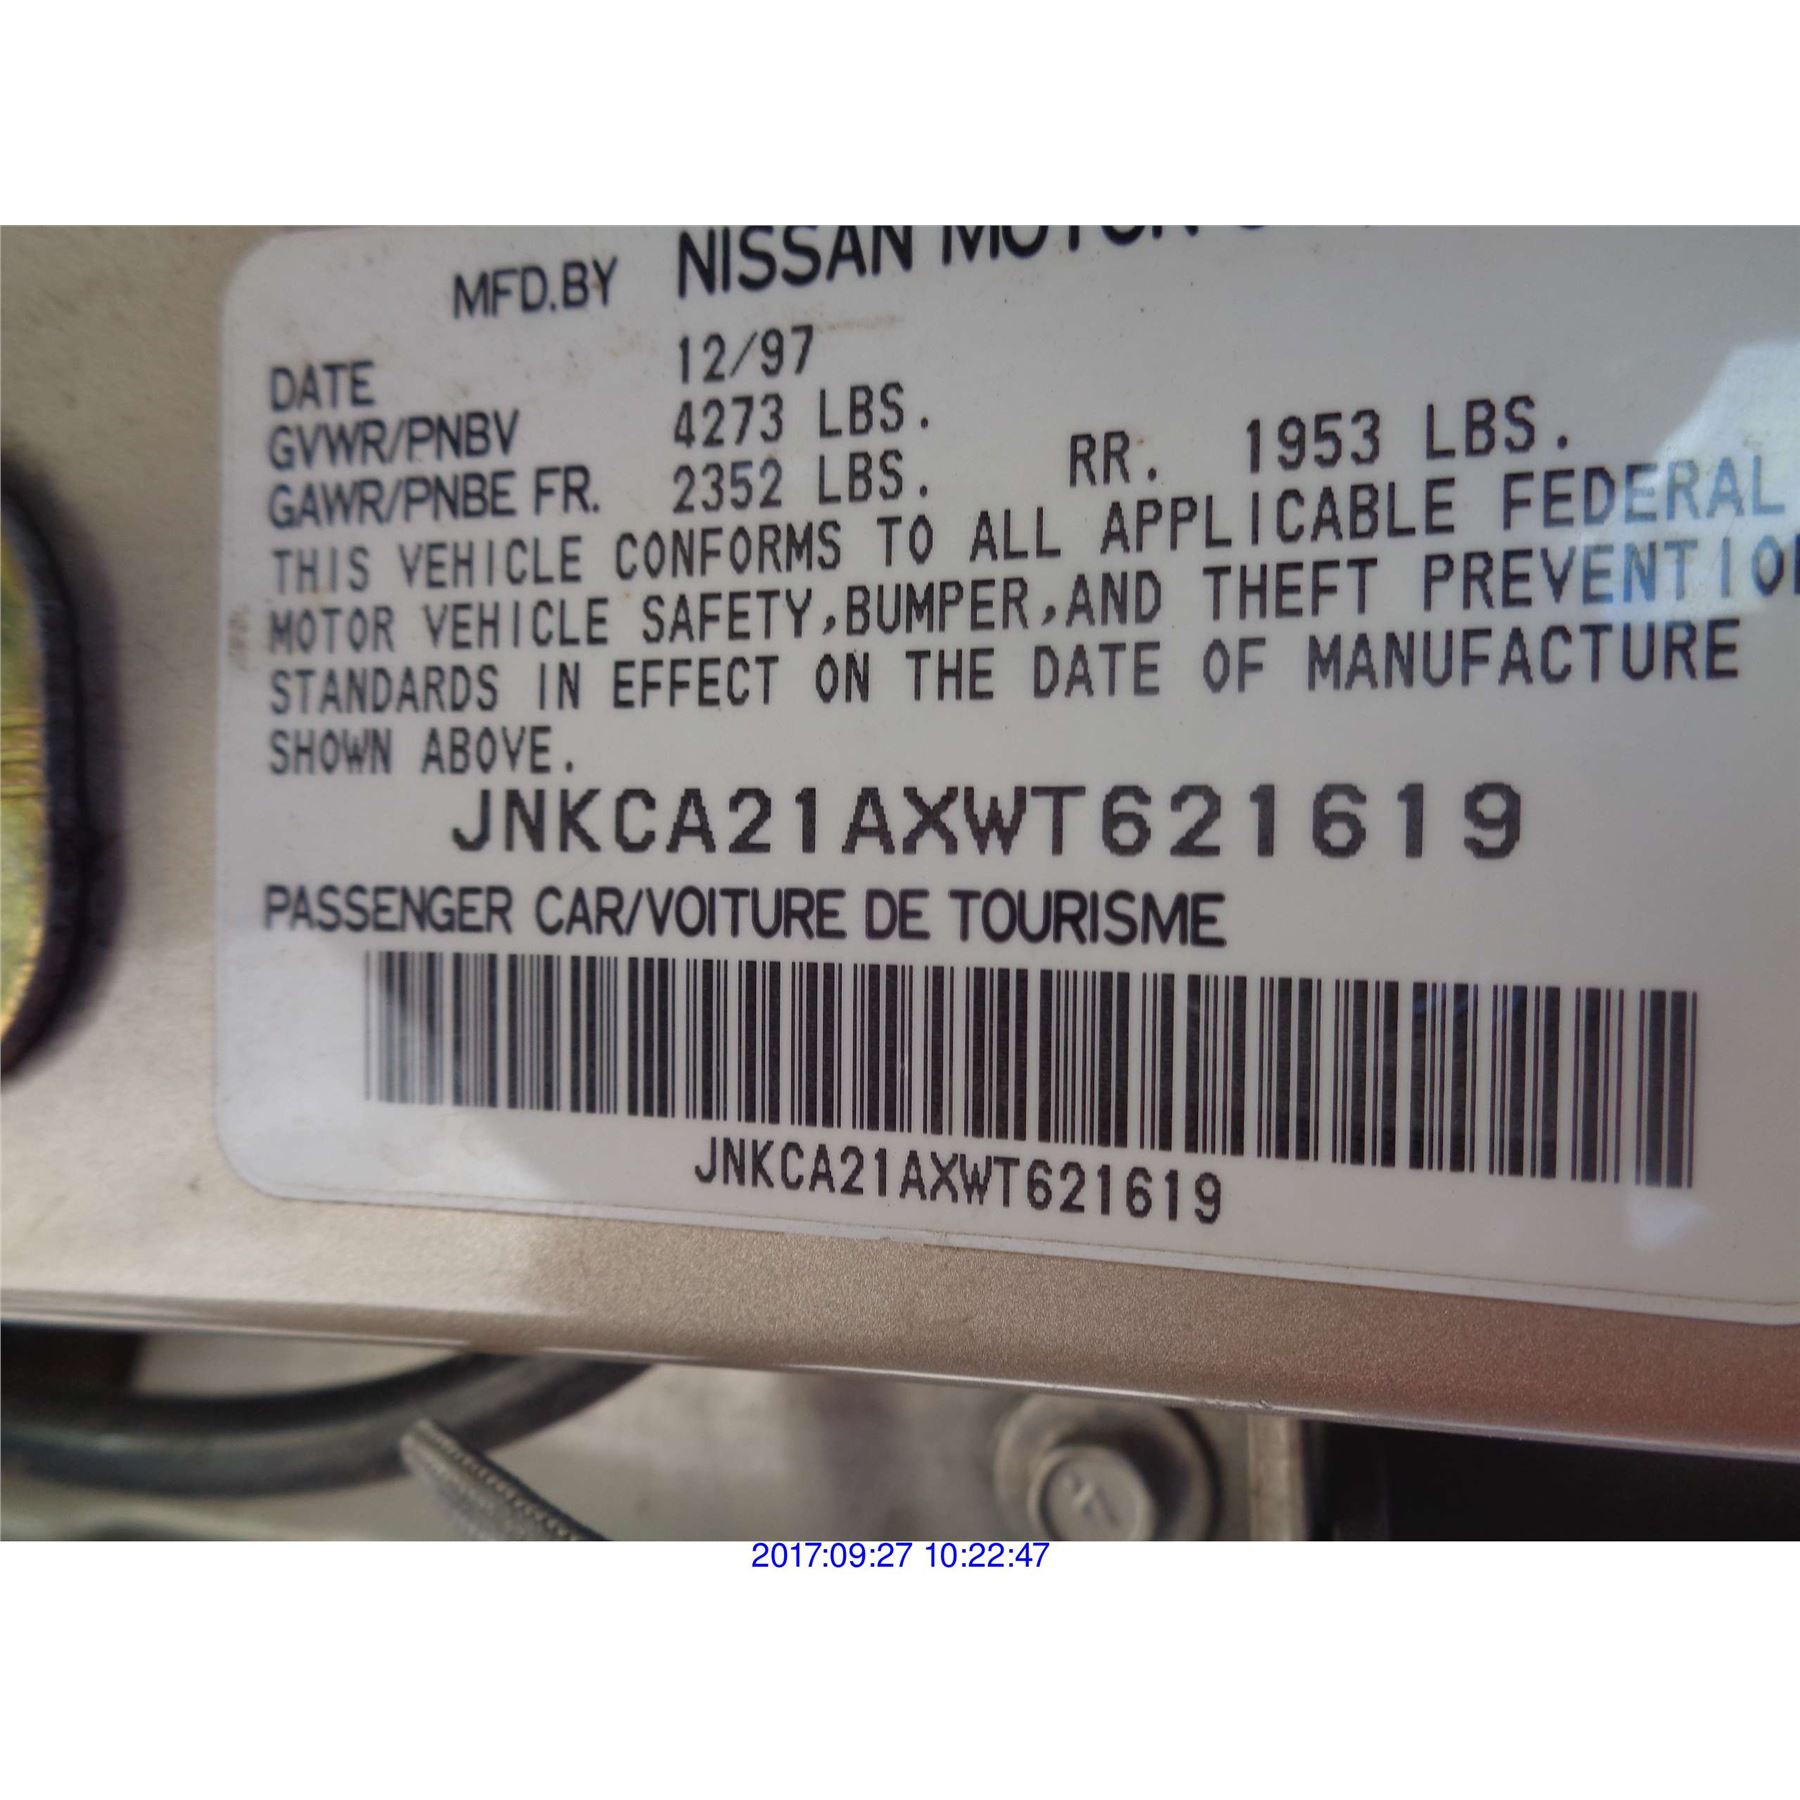 MFD.BY NISSAN MOTOR
DATE 12/97
GVWR/PNBV 4273 LBS.
GAWR/PNBE FR. 2352 LBS. RR. 1953 LBS.
THIS VEHICLE CONFORMS TO ALL APPLICABLE FEDERAL
MOTOR VEHICLE SAFETY,BUMPER,AND THEFT PREVENTIO
STANDARDS IN EFFECT ON THE DATE OF MANUFACTURE
SHOWN ABOVE.
JNKCA21AXWT621619
PASSENGER CAR/VOITURE DE TOURISME
JNKCA21AXWT621619
2017:09:27 10:22:47